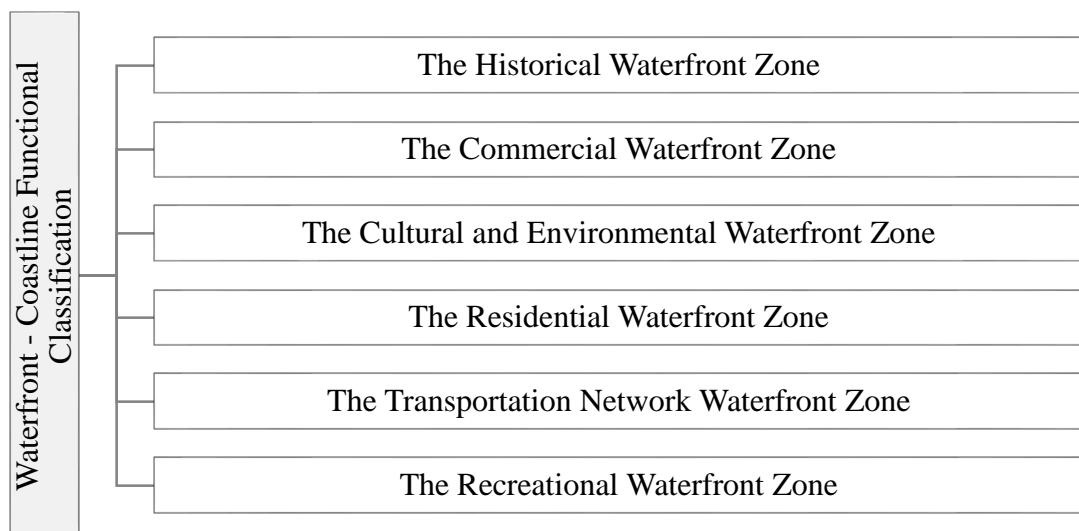 Waterfront - Coastline Functional
Classification
The Historical Waterfront Zone
The Commercial Waterfront Zone
The Cultural and Environmental Waterfront Zone
The Residential Waterfront Zone
The Transportation Network Waterfront Zone
The Recreational Waterfront Zone